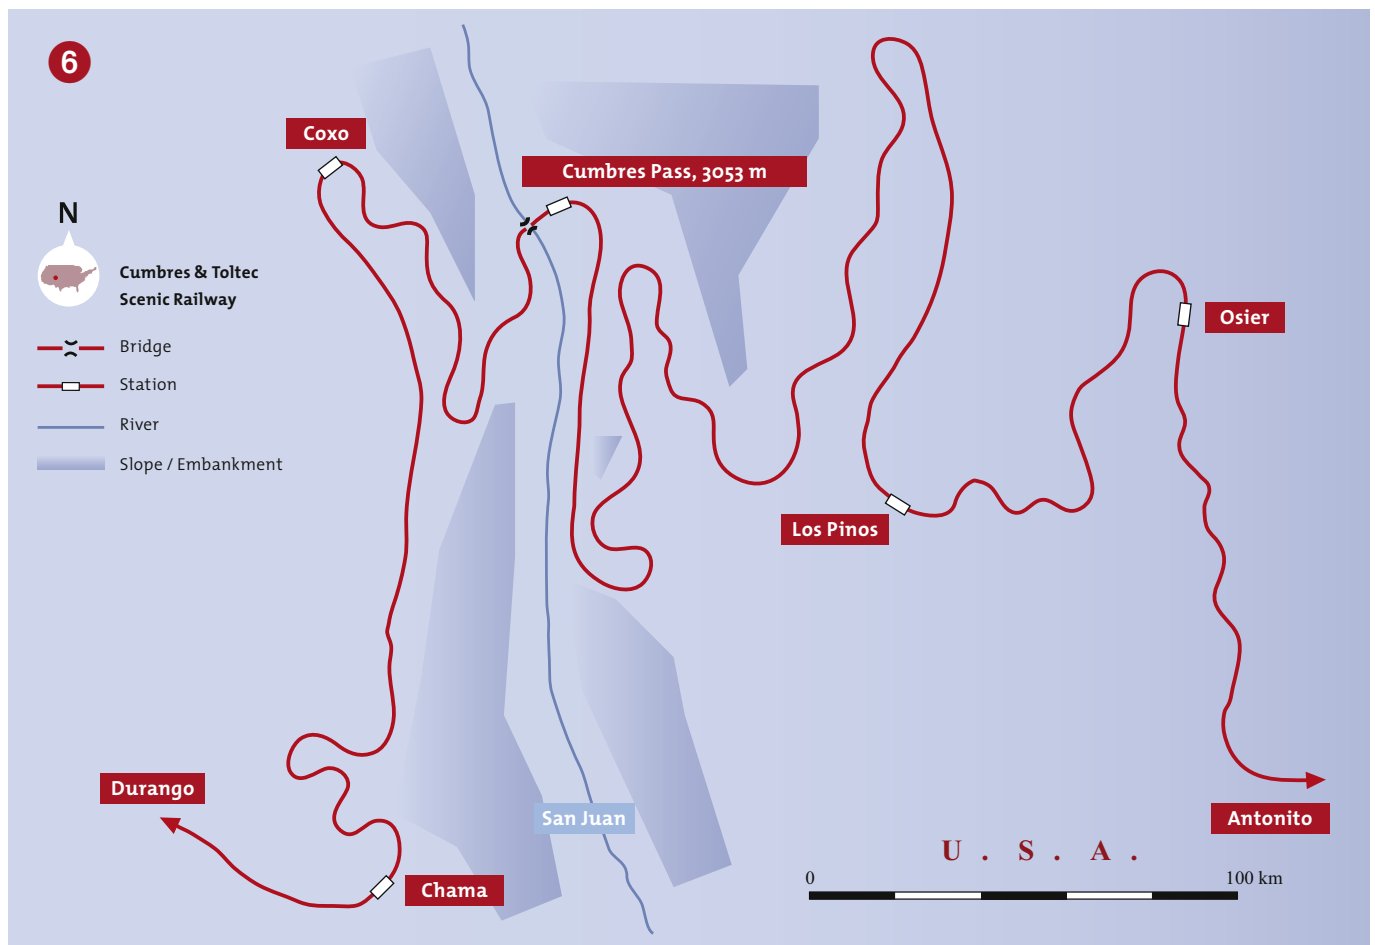 6
Coxo
Cumbres Pass, 3053 m
N
Cumbres & Toltec
Scenic Railway
Bridge
Station
River
Slope / Embankment
Osier
Los Pinos
Durango
San Juan
Antonito
U . S . A .
Chama
0
100 km